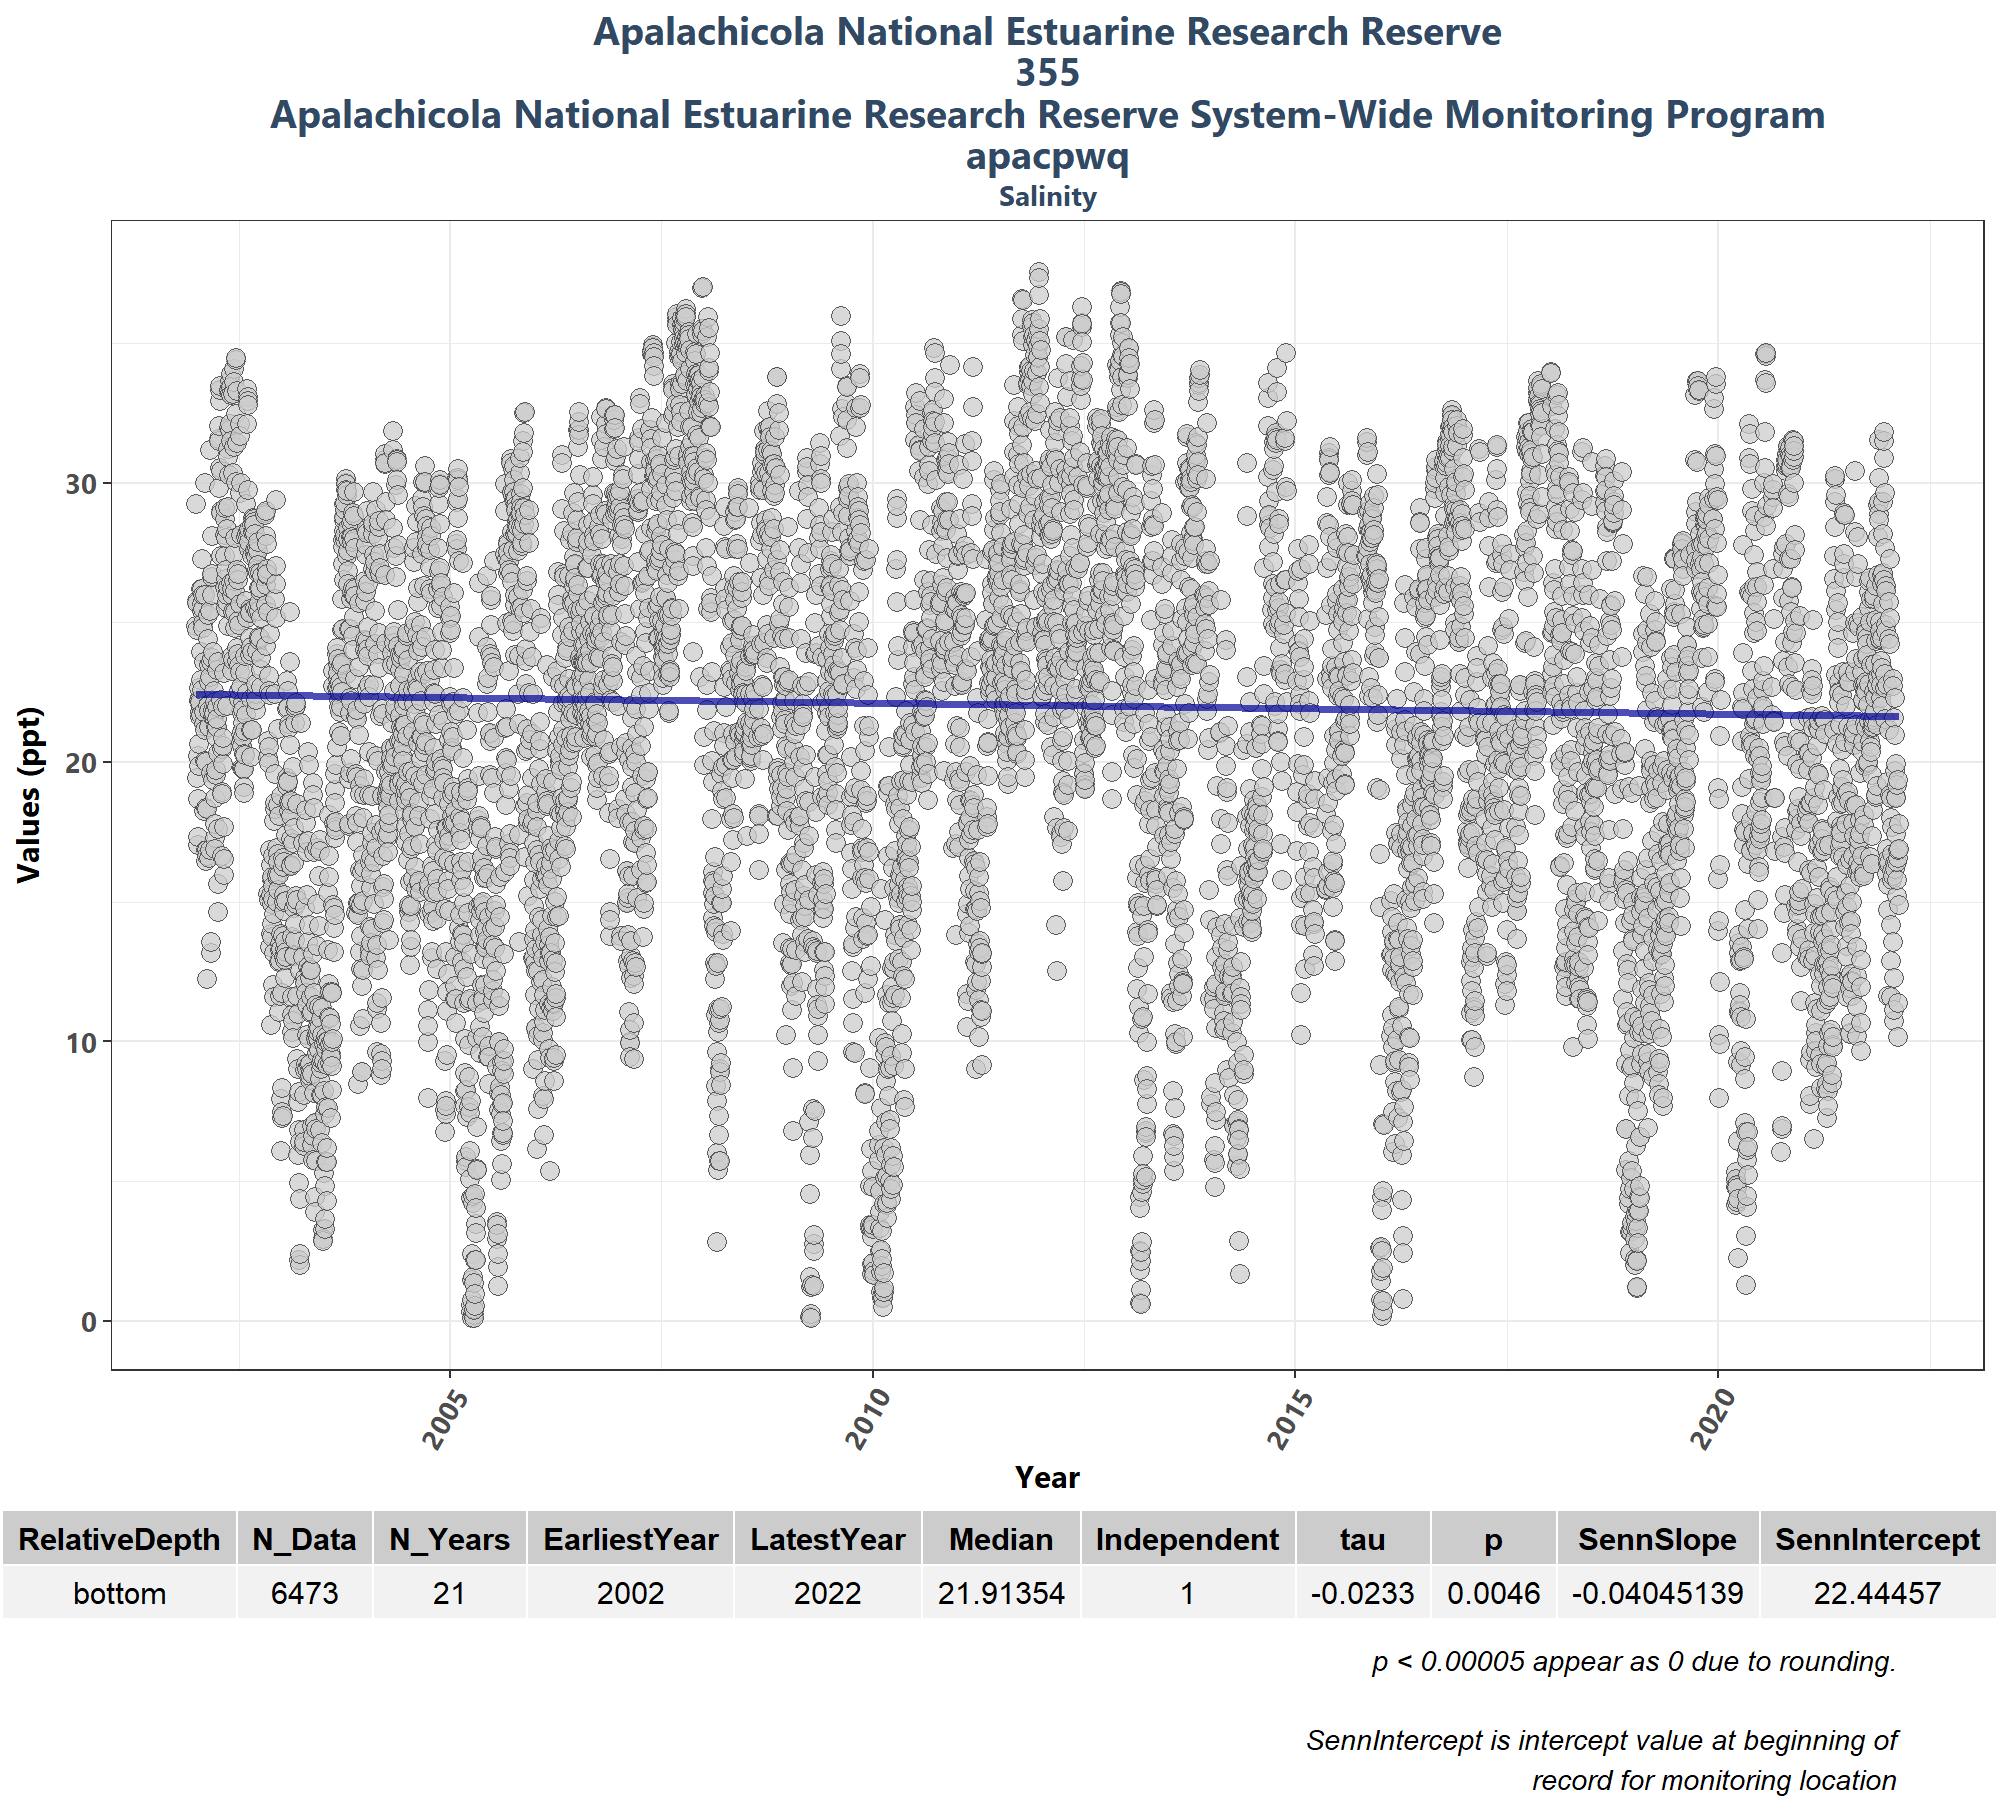 Apalachicola National Estuarine Research Reserve
355
Apalachicola National Estuarine Research Reserve System-Wide Monitoring Program
apacpwq
Salinity
Values (ppt)
30
20
10
0
2005
2010
2015
2020
Year
RelativeDepth N_Data N_Years EarliestYear LatestYear Median Independent tau p SennSlope SennIntercept
bottom 6473 21 2002 2022 21.91354 1 -0.0233 0.0046 -0.04045139 22.44457
p < 0.00005 appear as 0 due to rounding.
SennIntercept is intercept value at beginning of
record for monitoring location